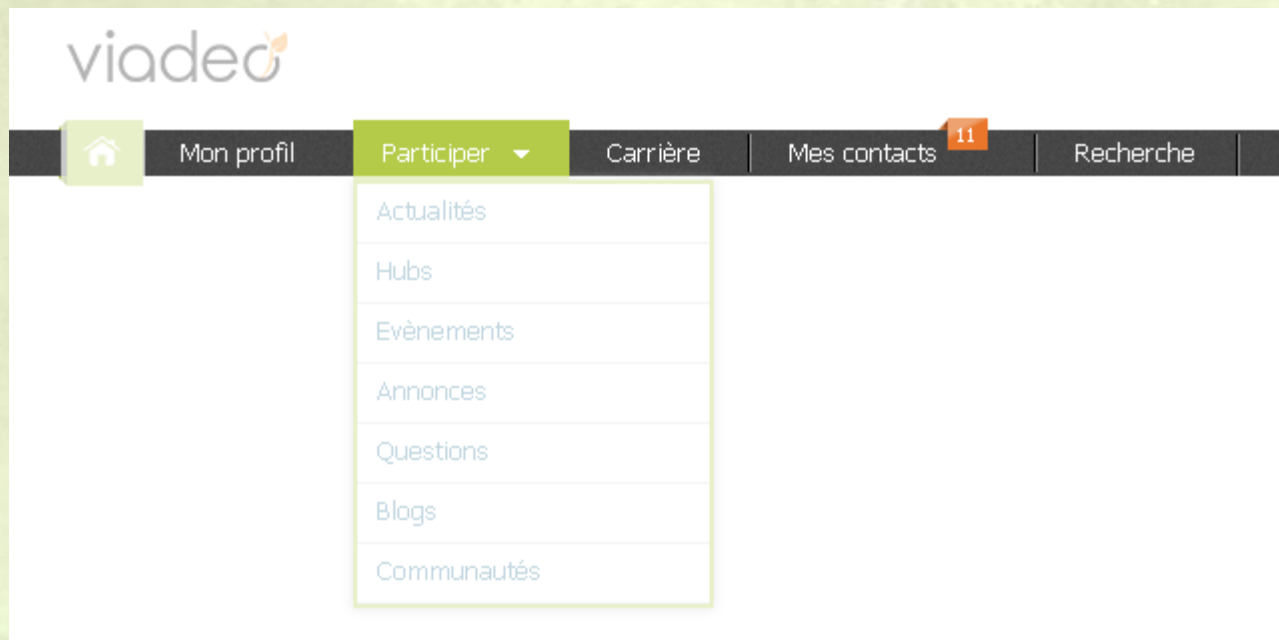 viadeo
Mon profil Participer Carrière Mes contacts 11 Recherche
Actualités
Hubs
Evènements
Annonces
Questions
Blogs
Communautés